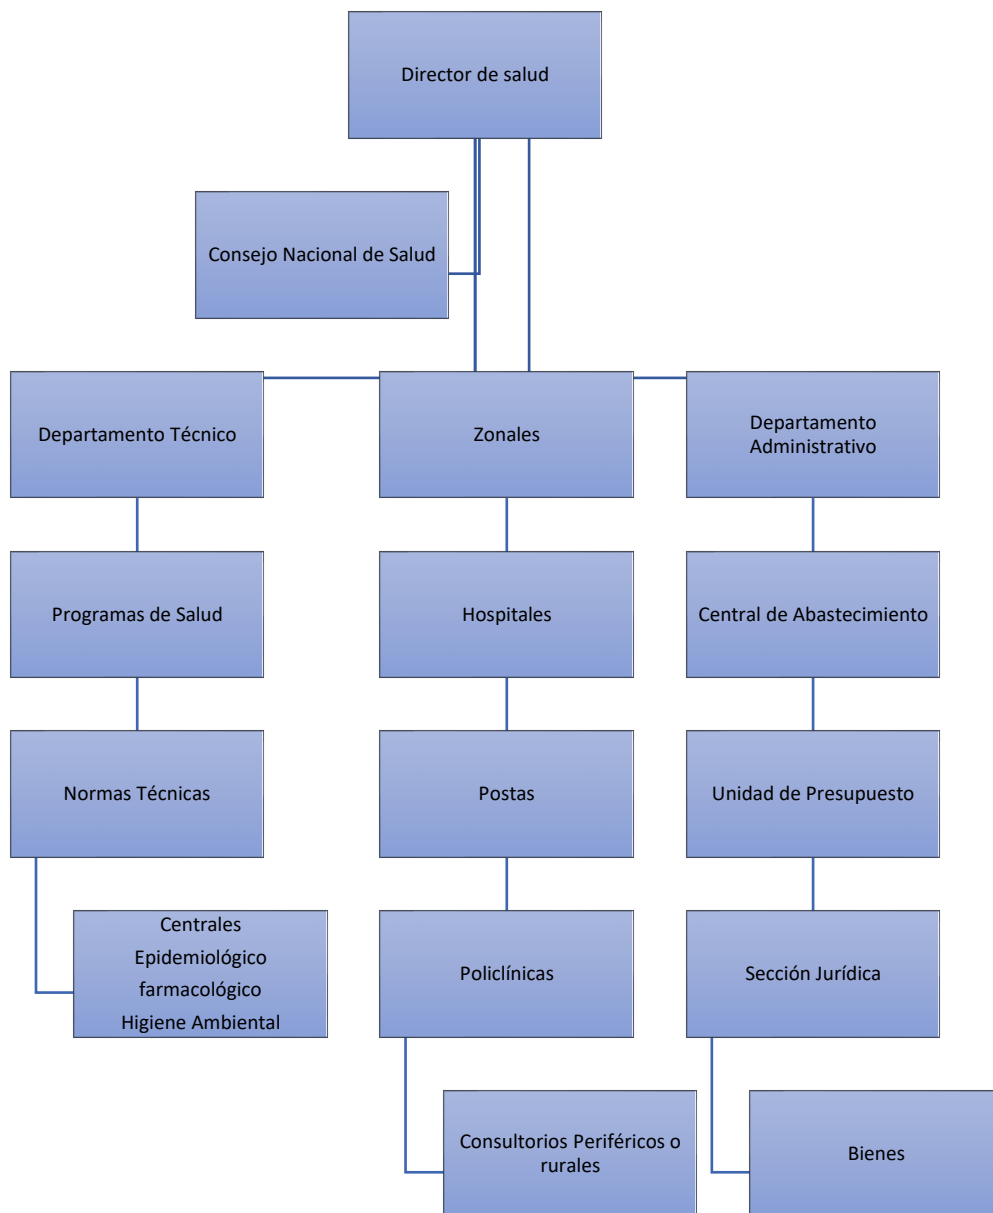 Director de salud
Consejo Nacional de Salud
Departamento Técnico
Zonales
Departamento
Administrativo
Programas de Salud
Hospitales
Central de Abastecimiento
Normas Técnicas
Postas
Unidad de Presupuesto
Centrales
Epidemiológico
farmacológico
Higiene Ambiental
Policlínicas
Sección Jurídica
Consultorios Periféricos o
rurales
Bienes